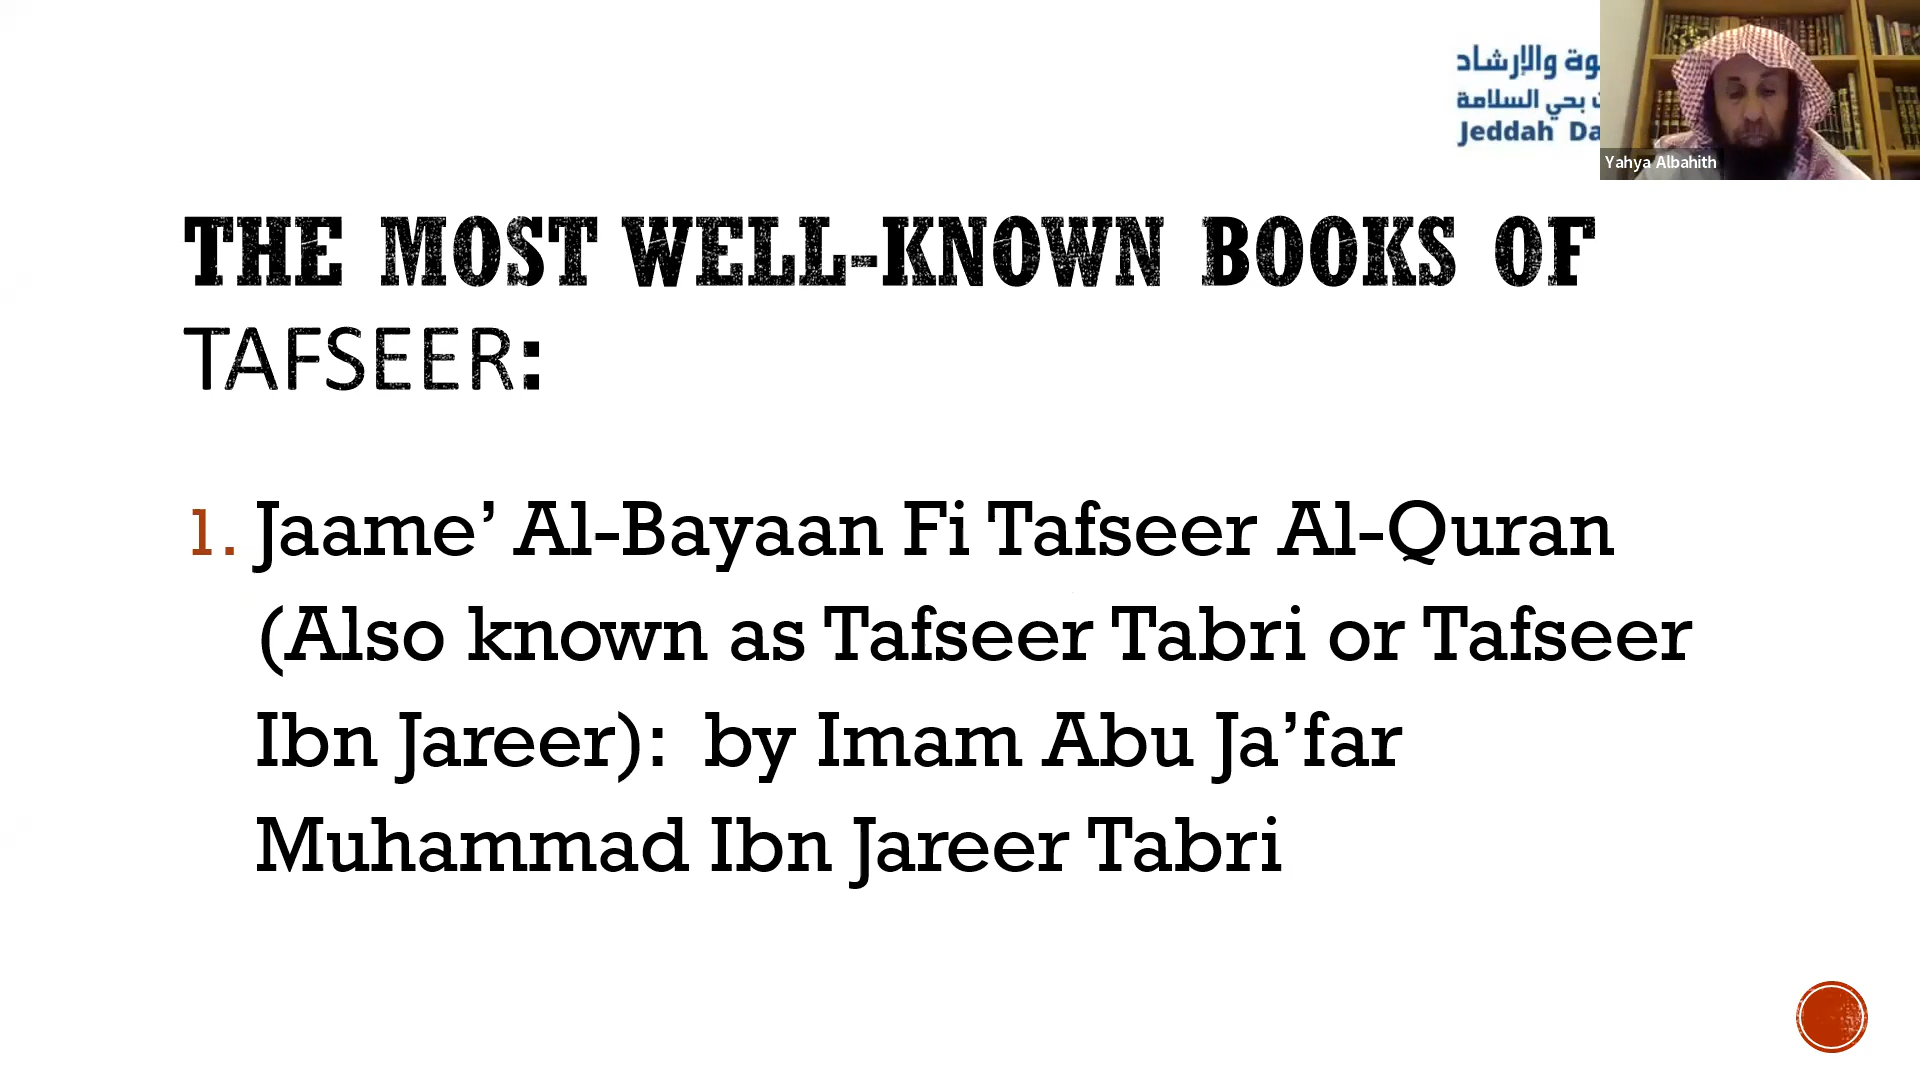 وة والإرشاد
بحي السلامة
Jeddah Da
Yahya Albahith
THE MOST WELL-KNOWN BOOKS OF
TAFSEER:
1. Jaame’ Al-Bayaan Fi Tafseer Al-Quran
(Also known as Tafseer Tabri or Tafseer
Ibn Jareer): by Imam Abu Ja’far
Muhammad Ibn Jareer Tabri